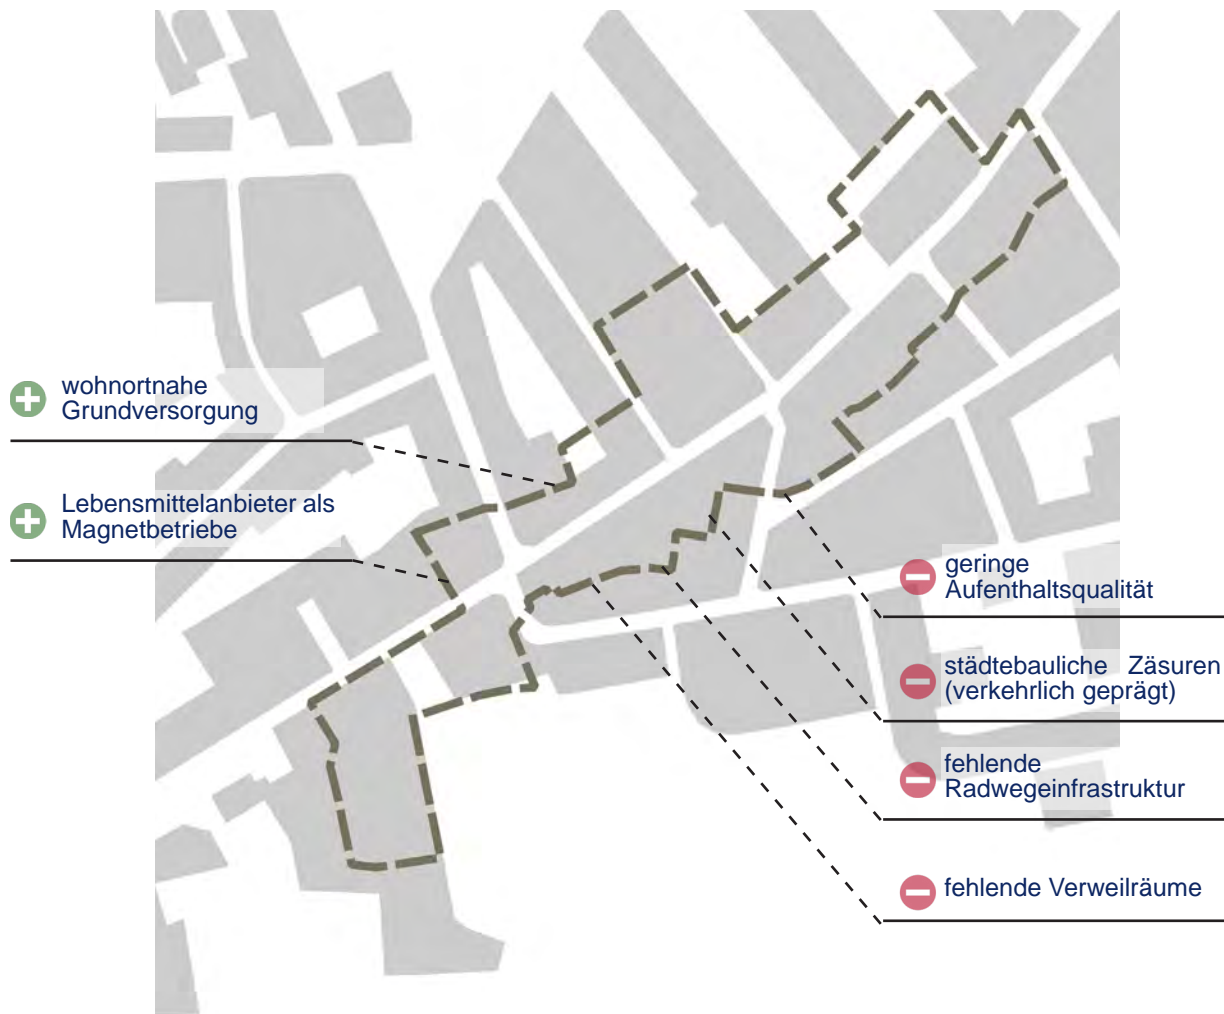 wohnortnahe
Grundversorgung
Lebensmittelanbieter als
Magnetbetriebe
geringe
Aufenthaltsqualität
städtebauliche Zäsuren
(verkehrlich geprägt)
fehlende
Radwegeinfrastruktur
fehlende Verweilräume